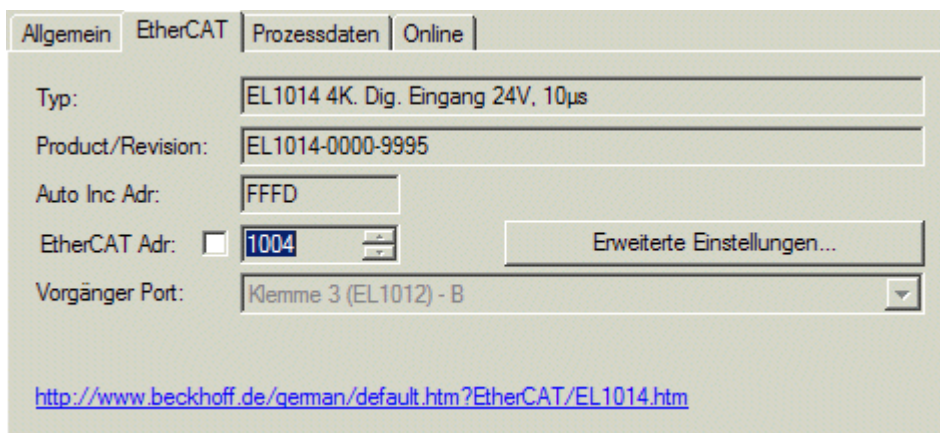 Allgemein EtherCAT Prozessdaten Online
Typ: EL1014 4K. Dig. Eingang 24V, 10µs
Product/Revision: EL1014-0000-9995
Auto Inc Adr: FFFD
EtherCAT Adr: 1004 Erweiterte Einstellungen...
Vorgänger Port: Klemme 3 (EL1012) - B
http://www.beckhoff.de/german/default.htm?EtherCAT/EL1014.htm